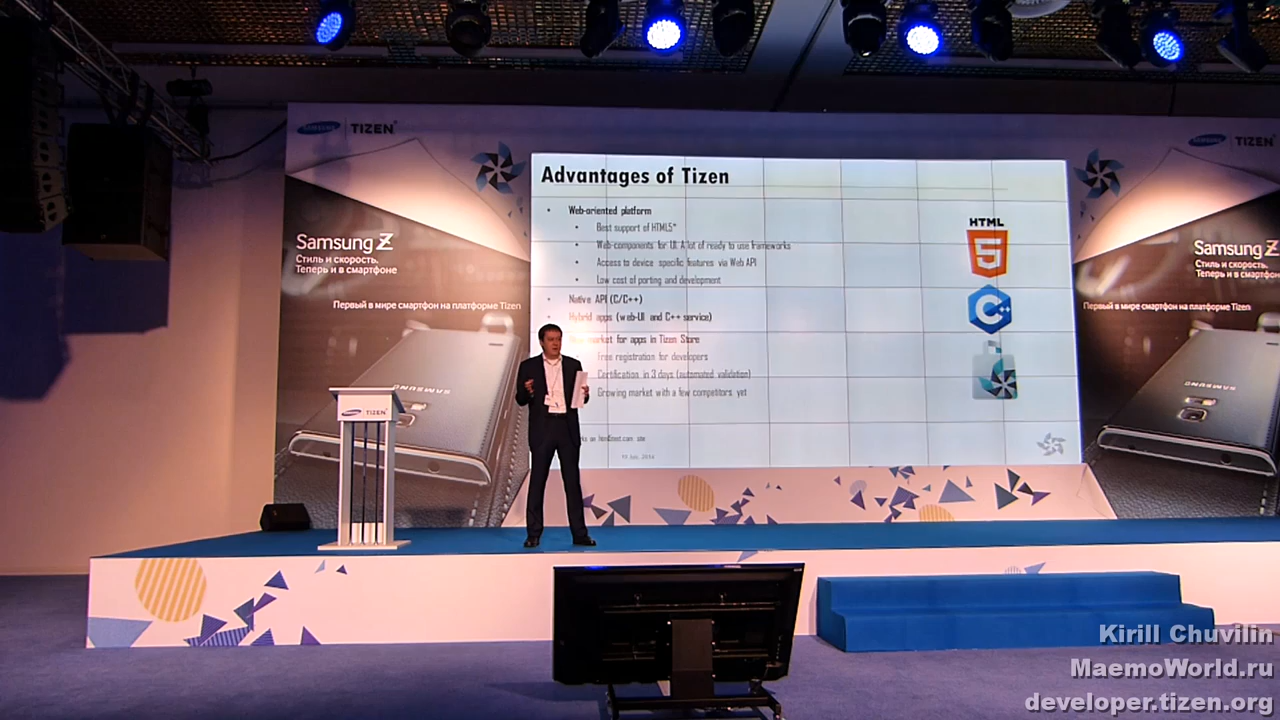 SAMSUNG TIZEN
SAMSUNG TIZEN
Samsung Z
Стиль и скорость.
Теперь и в смартфоне
Первый в мире смартфон на платформе Tizen
SAMSUNG
Advantages of Tizen
• Web-oriented platform
• Best support of HTML5*
• Web-components for UI. A lot of ready to use frameworks
• Access to device specific features via Web API
• Low cost of porting and development
• Native API (C/C++)
• Hybrid apps (web-UI and C++ service)
market for apps in Tizen Store
Free registration for developers
Certification in 3 days (automated validation)
Growing market with a few competitors yet
on html5test.com site
HTML
5
C++
Samsung Z
Стиль и скорость.
Теперь и в смартфоне
Первый в мире смартфон на платформе Tizen
SAMSUNG
TIZEN
Kirill Chuvilin
MaemoWorld.ru
developer.tizen.org